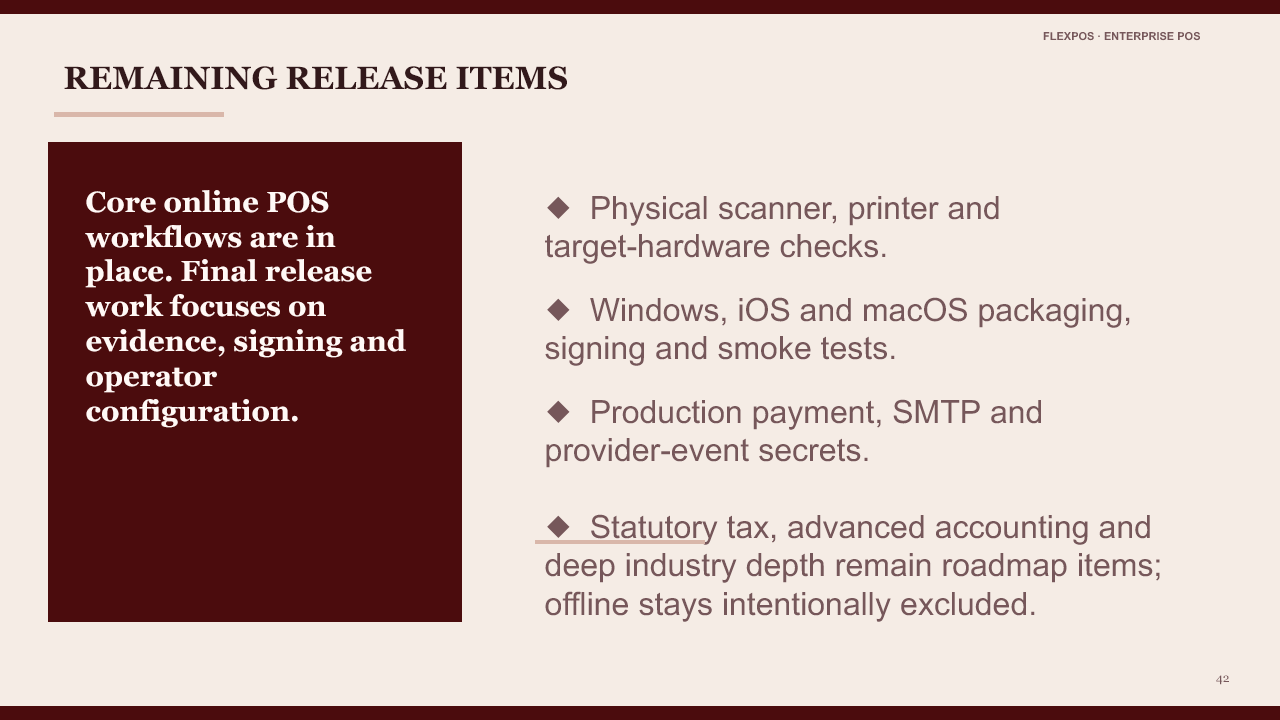 FLEXPOS · ENTERPRISE POS
REMAINING RELEASE ITEMS
Core online POS
workflows are in
place. Final release
work focuses on
evidence, signing and
operator
configuration.
◆ Physical scanner, printer and
target-hardware checks.
◆ Windows, iOS and macOS packaging,
signing and smoke tests.
◆ Production payment, SMTP and
provider-event secrets.
◆ Statutory tax, advanced accounting and
deep industry depth remain roadmap items;
offline stays intentionally excluded.
42